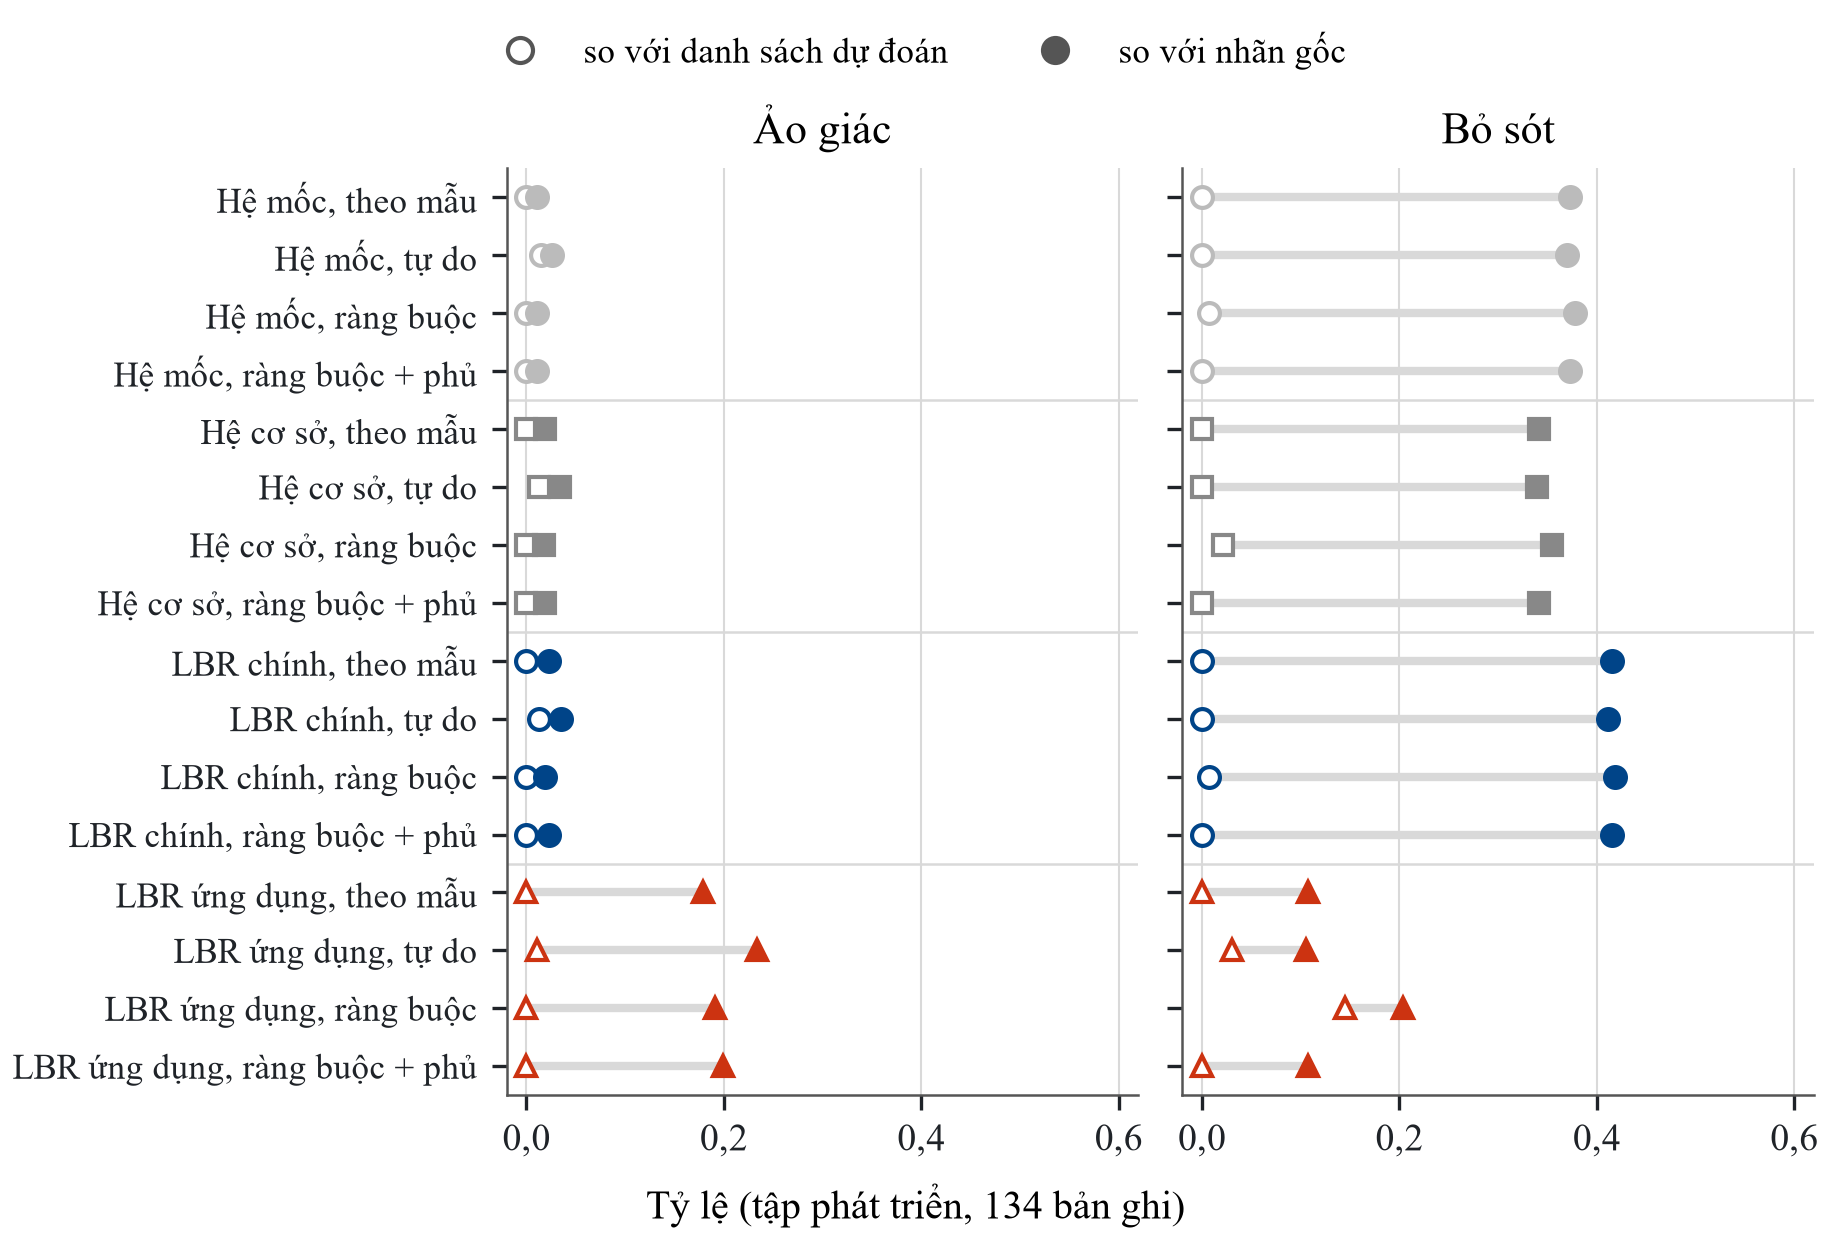 so với danh sách dự đoán
so với nhãn gốc
Ảo giác
Bỏ sót
Hệ mốc, theo mẫu
Hệ mốc, tự do
Hệ mốc, ràng buộc
Hệ mốc, ràng buộc + phủ
Hệ cơ sở, theo mẫu
Hệ cơ sở, tự do
Hệ cơ sở, ràng buộc
Hệ cơ sở, ràng buộc + phủ
LBR chính, theo mẫu
LBR chính, tự do
LBR chính, ràng buộc
LBR chính, ràng buộc + phủ
LBR ứng dụng, theo mẫu
LBR ứng dụng, tự do
LBR ứng dụng, ràng buộc
LBR ứng dụng, ràng buộc + phủ
0,0 0,2 0,4 0,6
0,0 0,2 0,4 0,6
Tỷ lệ (tập phát triển, 134 bản ghi)